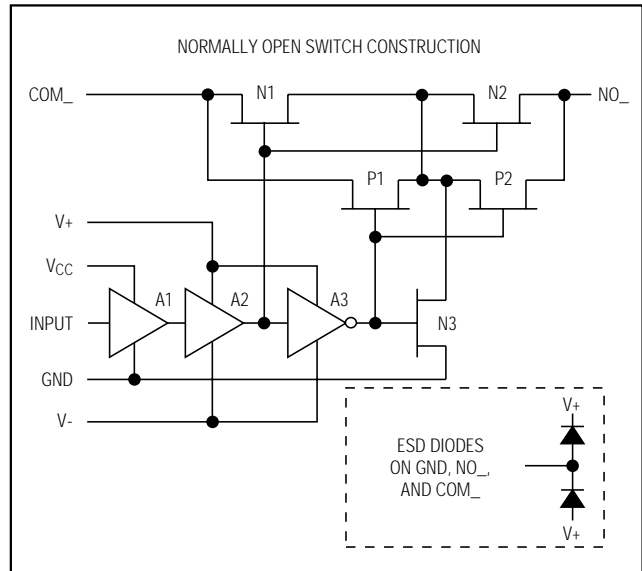 NORMALLY OPEN SWITCH CONSTRUCTION
COM_
N1
N2
NO_
P1
P2
V+
VCC
A1
A2
A3
INPUT
N3
GND
V-
V+
ESD DIODES
ON GND, NO_,
AND COM_
V+